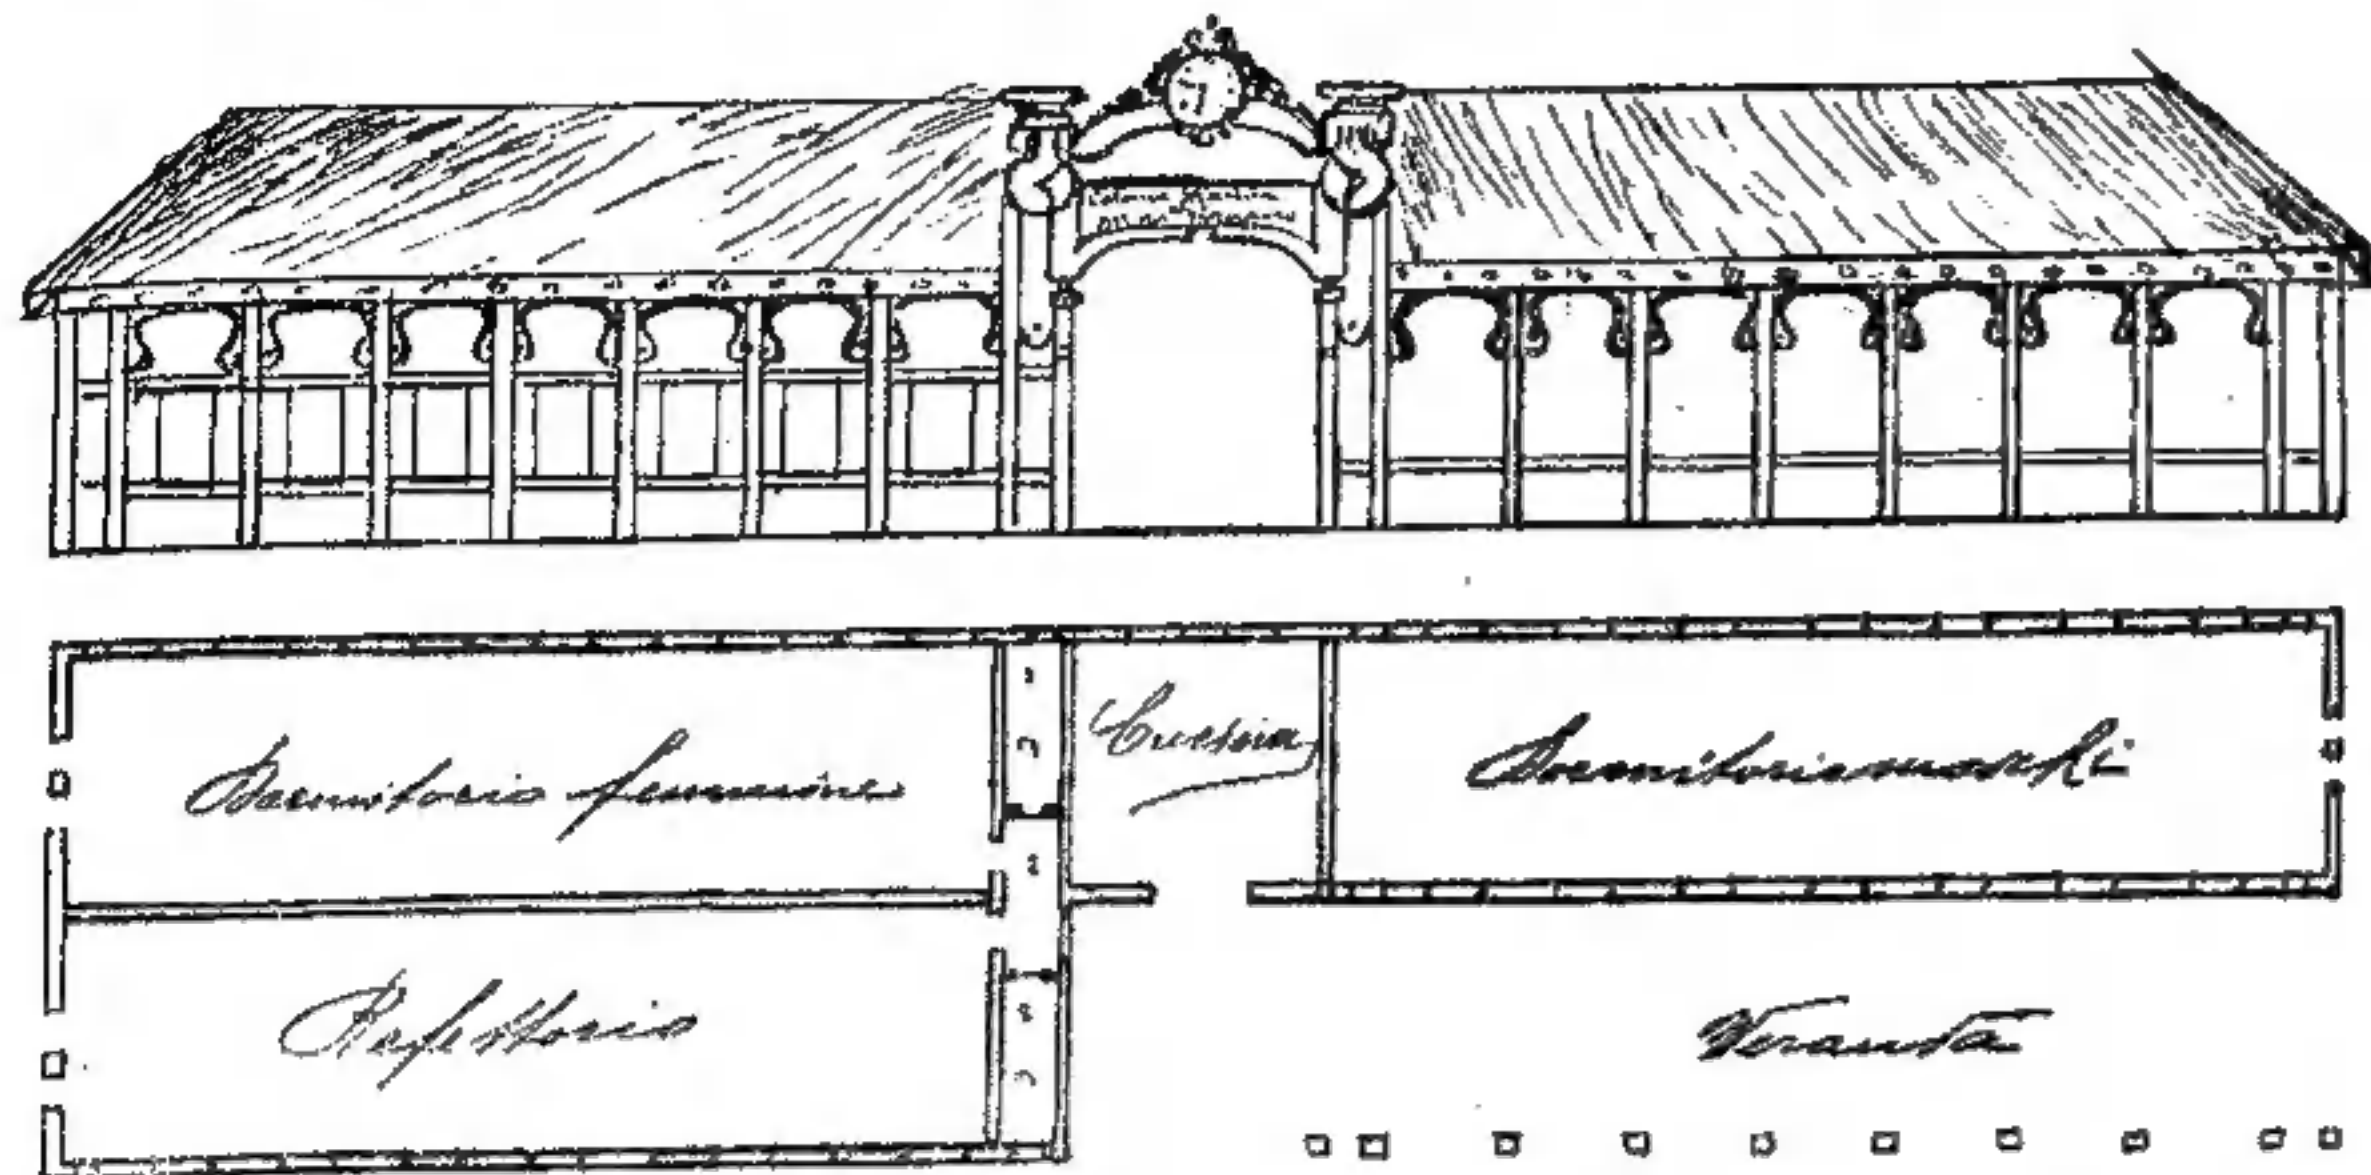 Colonia Marina
Dormitorio femmine
Cucina
Dormitorio maschi
Refettorio
Veranda